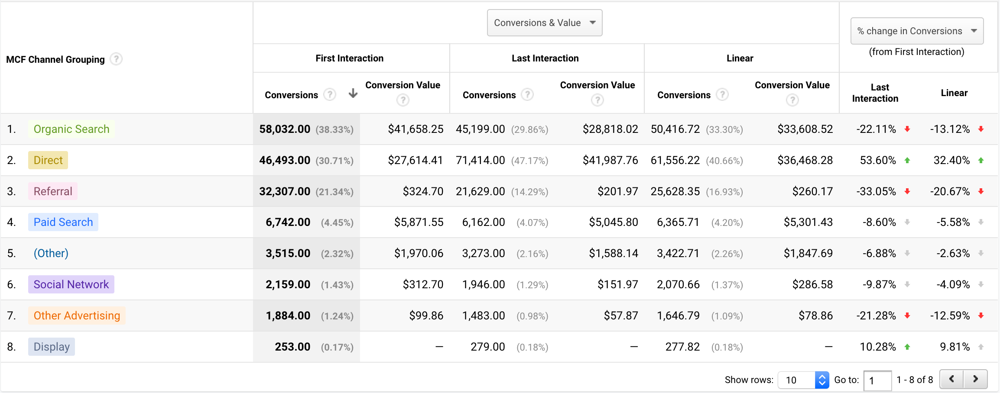 Conversions & Value
% change in Conversions
(from First Interaction)
MCF Channel Grouping ?
First Interaction Last Interaction Linear
Conversions ? Conversion Value ? Conversions ? Conversion Value ? Conversions ? Conversion Value ? Last Interaction Linear
1. Organic Search 58,032.00 (38.33%) $41,658.25 45,199.00 (29.86%) $28,818.02 50,416.72 (33.30%) $33,608.52 -22.11% -13.12%
2. Direct 46,493.00 (30.71%) $27,614.41 71,414.00 (47.17%) $41,987.76 61,556.22 (40.66%) $36,468.28 53.60% 32.40%
3. Referral 32,307.00 (21.34%) $324.70 21,629.00 (14.29%) $201.97 25,628.35 (16.93%) $260.17 -33.05% -20.67%
4. Paid Search 6,742.00 (4.45%) $5,871.55 6,162.00 (4.07%) $5,045.80 6,365.71 (4.20%) $5,301.43 -8.60% -5.58%
5. (Other) 3,515.00 (2.32%) $1,970.06 3,273.00 (2.16%) $1,588.14 3,422.71 (2.26%) $1,847.69 -6.88% -2.63%
6. Social Network 2,159.00 (1.43%) $312.70 1,946.00 (1.29%) $151.97 2,070.66 (1.37%) $286.58 -9.87% -4.09%
7. Other Advertising 1,884.00 (1.24%) $99.86 1,483.00 (0.98%) $57.87 1,646.79 (1.09%) $78.86 -21.28% -12.59%
8. Display 253.00 (0.17%) — 279.00 (0.18%) — 277.82 (0.18%) — 10.28% 9.81%
Show rows: 10 Go to: 1 1 - 8 of 8